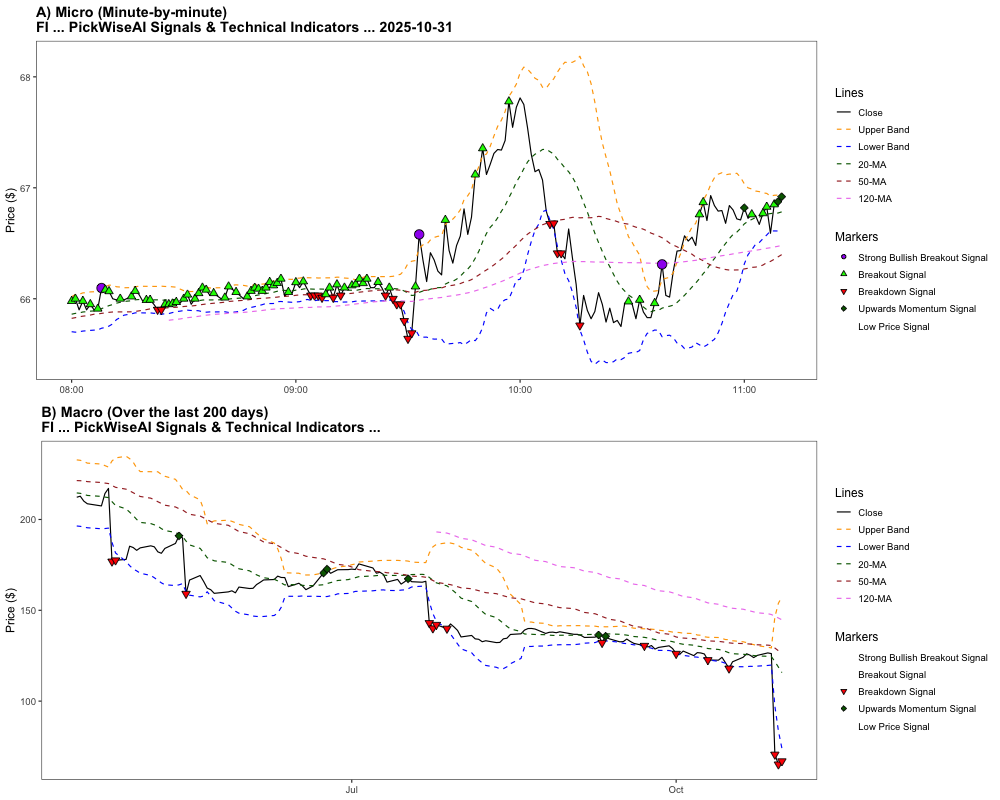 A) Micro (Minute-by-minute)
FI ... PickWiseAI Signals & Technical Indicators ... 2025-10-31
Price ($)
68
67
66
08:00
09:00
10:00
11:00
Lines
Close
Upper Band
Lower Band
20-MA
50-MA
120-MA
Markers
Strong Bullish Breakout Signal
Breakout Signal
Breakdown Signal
Upwards Momentum Signal
Low Price Signal
B) Macro (Over the last 200 days)
FI ... PickWiseAI Signals & Technical Indicators ...
Price ($)
200
150
100
Jul
Oct
Lines
Close
Upper Band
Lower Band
20-MA
50-MA
120-MA
Markers
Strong Bullish Breakout Signal
Breakout Signal
Breakdown Signal
Upwards Momentum Signal
Low Price Signal